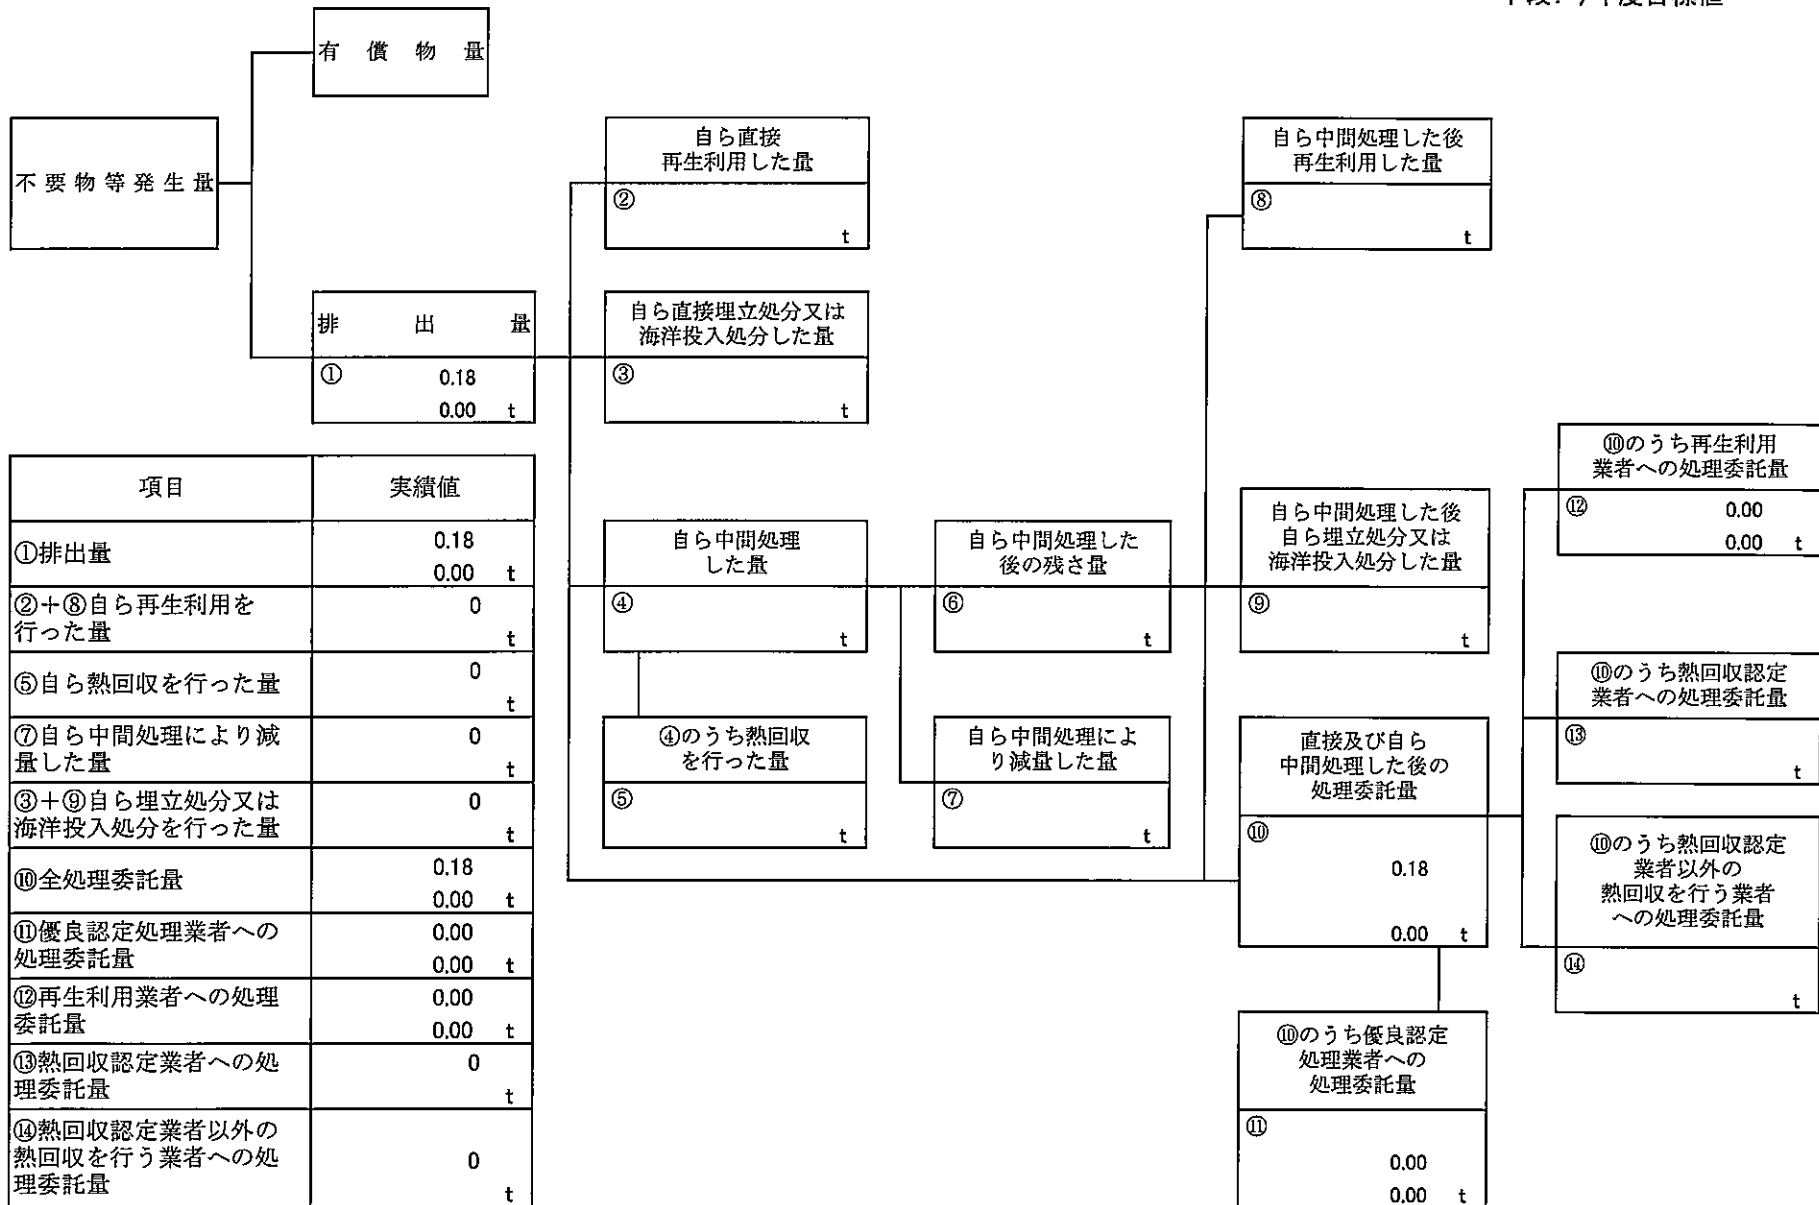 有償物量
不要物等発生量
自ら直接
再生利用した量
②
t
自ら中間処理した後
再生利用した量
⑧
t
排出量
① 0.18
0.00 t
自ら直接埋立処分又は
海洋投入処分した量
③
t
項目 実績値
①排出量 0.18
0.00 t
②+⑧自ら再生利用を
行った量
0
t
⑤自ら熱回収を行った量 0
t
⑦自ら中間処理により減
量した量
0
t
③+⑨自ら埋立処分又は
海洋投入処分を行った量
0
t
⑩全処理委託量 0.18
0.00 t
⑪優良認定処理業者への
処理委託量
0.00
0.00 t
⑫再生利用業者への処理
委託量
0.00
0.00 t
⑬熱回収認定業者への処
理委託量
0
t
⑭熱回収認定業者以外の
熱回収を行う業者への処
理委託量
0
t
自ら中間処理
した量
④
t
自ら中間処理した
後の残さ量
⑥
t
自ら中間処理した後
自ら埋立処分又は
海洋投入処分した量
⑨
t
④のうち熱回収
を行った量
⑤
t
自ら中間処理によ
り減量した量
⑦
t
直接及び自ら
中間処理した後の
処理委託量
⑩
0.18
0.00 t
⑩のうち優良認定
処理業者への
処理委託量
⑪
0.00
0.00 t
⑩のうち再生利用
業者への処理委託量
⑫ 0.00
0.00 t
⑩のうち熱回収認定
業者への処理委託量
⑬
t
⑩のうち熱回収認定
業者以外の
熱回収を行う業者
への処理委託量
⑭
t